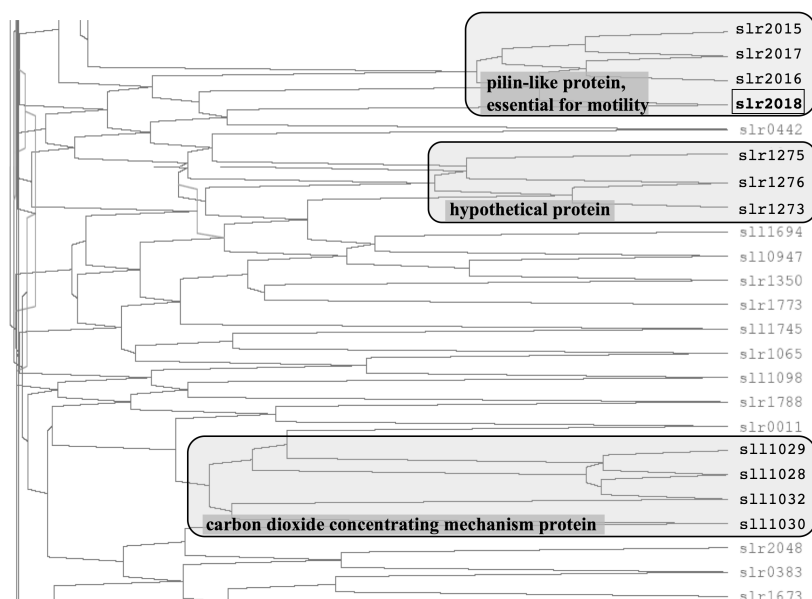 slr2015
slr2017
slr2016
pilin-like protein,
essential for motility
slr2018
slr0442
slr1275
slr1276
slr1273
hypothetical protein
sll1694
sll0947
slr1350
slr1773
sll1745
slr1065
sll1098
slr1788
slr0011
sll1029
sll1028
sll1032
sll1030
carbon dioxide concentrating mechanism protein
slr2048
slr0383
slr1673